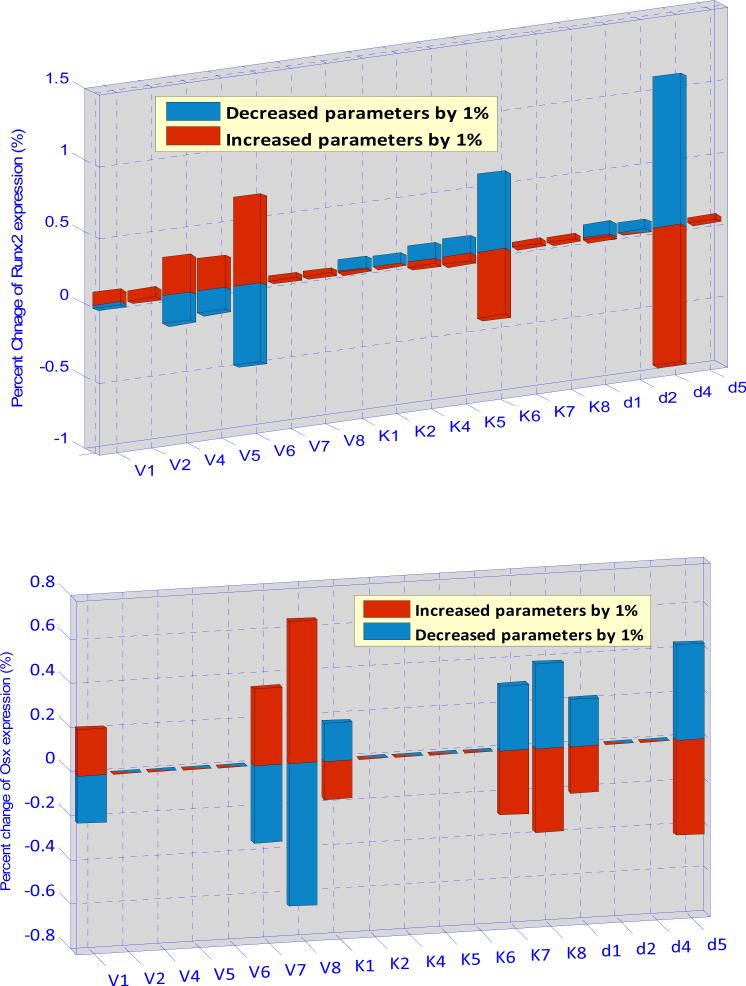 1.5
1
0.5
0
-0.5
-1
Percent Chnage of Runx2 expression (%)
Decreased parameters by 1%
Increased parameters by 1%
V1 V2 V4 V5 V6 V7 V8 K1 K2 K4 K5 K6 K7 K8 d1 d2 d4 d5
0.8
0.6
0.4
0.2
0
-0.2
-0.4
-0.6
-0.8
Percent change of Osx expression (%)
Increased parameters by 1%
Decreased parameters by 1%
V1 V2 V4 V5 V6 V7 V8 K1 K2 K4 K5 K6 K7 K8 d1 d2 d4 d5